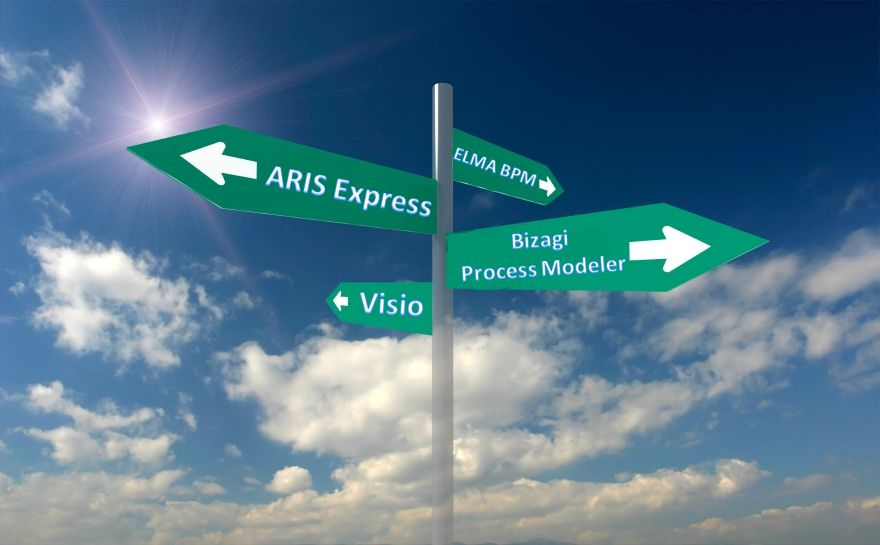 ELMA BPM
ARIS Express
Bizagi
Process Modeler
Visio